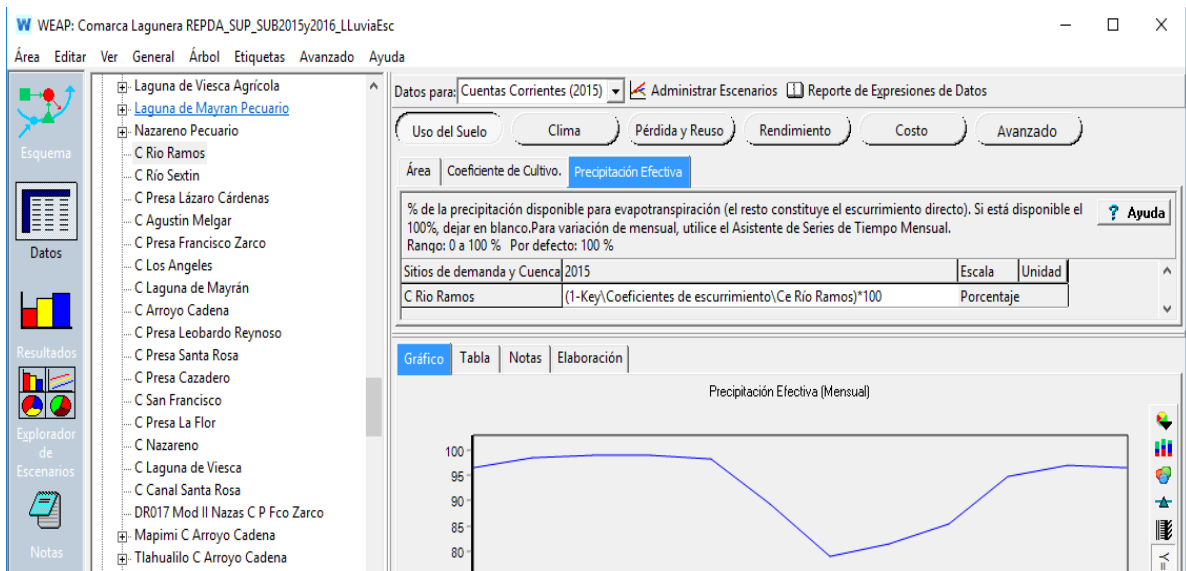 W WEAP: Comarca Lagunera REPDA_SUP_SUB2015y2016_LLuviaEsc
Área Editar Ver General Árbol Etiquetas Avanzado Ayuda
Esquema
Datos
Resultados
Explorador
de
Escenarios
Notas
Laguna de Viesca Agrícola
Laguna de Mayran Pecuario
Nazareno Pecuario
C Rio Ramos
C Río Sextin
C Presa Lázaro Cárdenas
C Agustin Melgar
C Presa Francisco Zarco
C Los Angeles
C Laguna de Mayrán
C Arroyo Cadena
C Presa Leobardo Reynoso
C Presa Santa Rosa
C Presa Cazadero
C San Francisco
C Presa La Flor
C Nazareno
C Laguna de Viesca
C Canal Santa Rosa
DR017 Mod II Nazas C P Fco Zarco
Mapimi C Arroyo Cadena
Tlahualilo C Arroyo Cadena
Datos para: Cuentas Corrientes (2015) Administrar Escenarios Reporte de Expresiones de Datos
Uso del Suelo Clima Pérdida y Reuso Rendimiento Costo Avanzado
Área Coeficiente de Cultivo. Precipitación Efectiva
% de la precipitación disponible para evapotranspiración (el resto constituye el escurrimiento directo). Si está disponible el
100%, dejar en blanco.Para variación de mensual, utilice el Asistente de Series de Tiempo Mensual.
Rango: 0 a 100 % Por defecto: 100 %
? Ayuda
Sitios de demanda y Cuenca 2015 Escala Unidad
C Rio Ramos (1-Key\Coeficientes de escurrimiento\Ce Río Ramos)*100 Porcentaje
Gráfico Tabla Notas Elaboración
Precipitación Efectiva (Mensual)
100
95
90
85
80